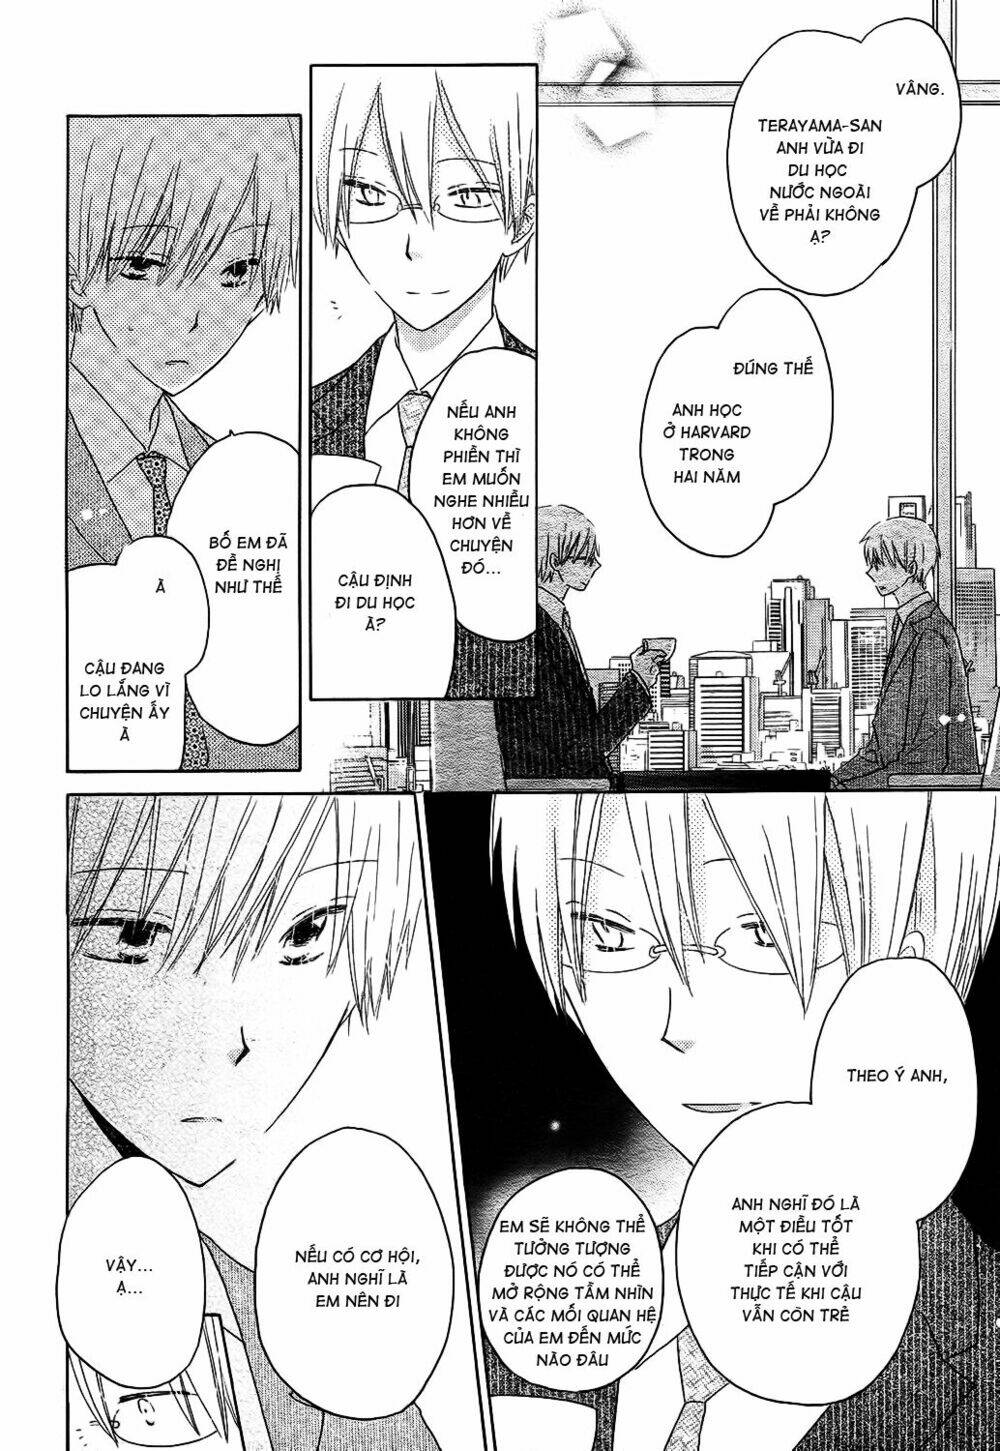 VÂNG.
TERAYAMA-SAN
ANH VỪA ĐI
DU HỌC
NƯỚC NGOÀI
VỀ PHẢI KHÔNG
Ạ?
ĐÚNG THẾ
ANH HỌC
Ở HARVARD
TRONG
HAI NĂM
NẾU ANH
KHÔNG
PHIỀN THÌ
EM MUỐN
NGHE NHIỀU
HƠN VỀ
CHUYỆN
ĐÓ...
CẬU ĐỊNH
ĐI DU HỌC
À?
BỐ EM ĐÃ
ĐỀ NGHỊ
NHƯ THẾ
À
CẬU ĐANG
LO LẮNG VÌ
CHUYỆN ẤY
À
THEO Ý ANH,
ANH NGHĨ ĐÓ LÀ
MỘT ĐIỀU TỐT
KHI CÓ THỂ
TIẾP CẬN VỚI
THỰC TẾ KHI CẬU
VẪN CÒN TRẺ
EM SẼ KHÔNG THỂ
TƯỞNG TƯỢNG
ĐƯỢC NÓ CÓ THỂ
MỞ RỘNG TẦM NHÌN
VÀ CÁC MỐI QUAN HỆ
CỦA EM ĐẾN MỨC
NÀO ĐÂU
NẾU CÓ CƠ HỘI,
ANH NGHĨ LÀ
EM NÊN ĐI
VẬY...
Ạ...